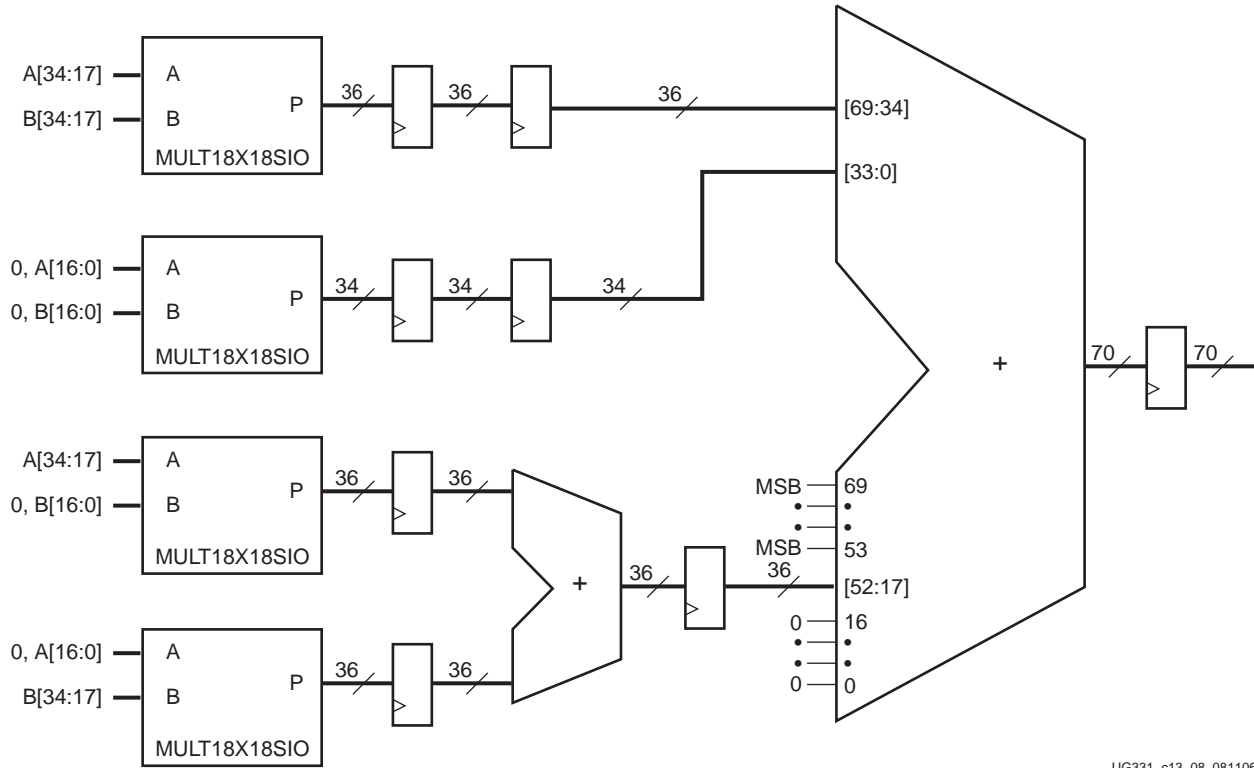 A[34:17]
B[34:17]
A
B
P
MULT18X18SIO
36
36
36
[69:34]
[33:0]
0, A[16:0]
0, B[16:0]
A
B
P
MULT18X18SIO
34
34
34
+
70
70
A[34:17]
0, B[16:0]
A
B
P
MULT18X18SIO
36
36
MSB
69
MSB
53
+
36
36
[52:17]
0
16
0
0
0, A[16:0]
B[34:17]
A
B
P
MULT18X18SIO
36
36
UG331_c13_08_081106